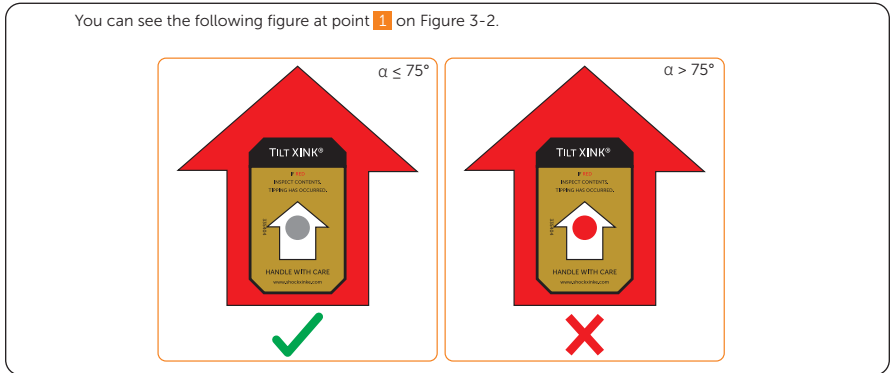 You can see the following figure at point 1 on Figure 3-2.
α ≤ 75°
TILT XINK®
IF RED
INSPECT CONTENTS.
TIPPING HAS OCCURRED.
HANDLE WITH CARE
www.shockxinke.com
α > 75°
TILT XINK®
IF RED
INSPECT CONTENTS.
TIPPING HAS OCCURRED.
HANDLE WITH CARE
www.shockxinke.com